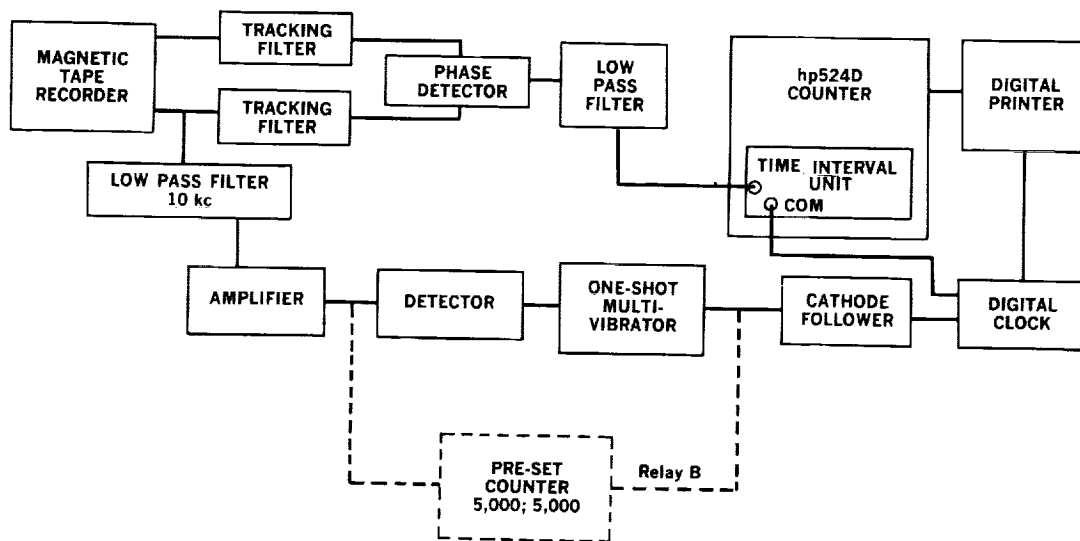 MAGNETIC
TAPE
RECORDER
TRACKING
FILTER
TRACKING
FILTER
PHASE
DETECTOR
LOW
PASS
FILTER
hp524D
COUNTER
TIME INTERVAL
UNIT
COM
DIGITAL
PRINTER
LOW PASS FILTER
10 kc
AMPLIFIER
DETECTOR
ONE-SHOT
MULTI-
VIBRATOR
CATHODE
FOLLOWER
DIGITAL
CLOCK
PRE-SET
COUNTER
5,000; 5,000
Relay B